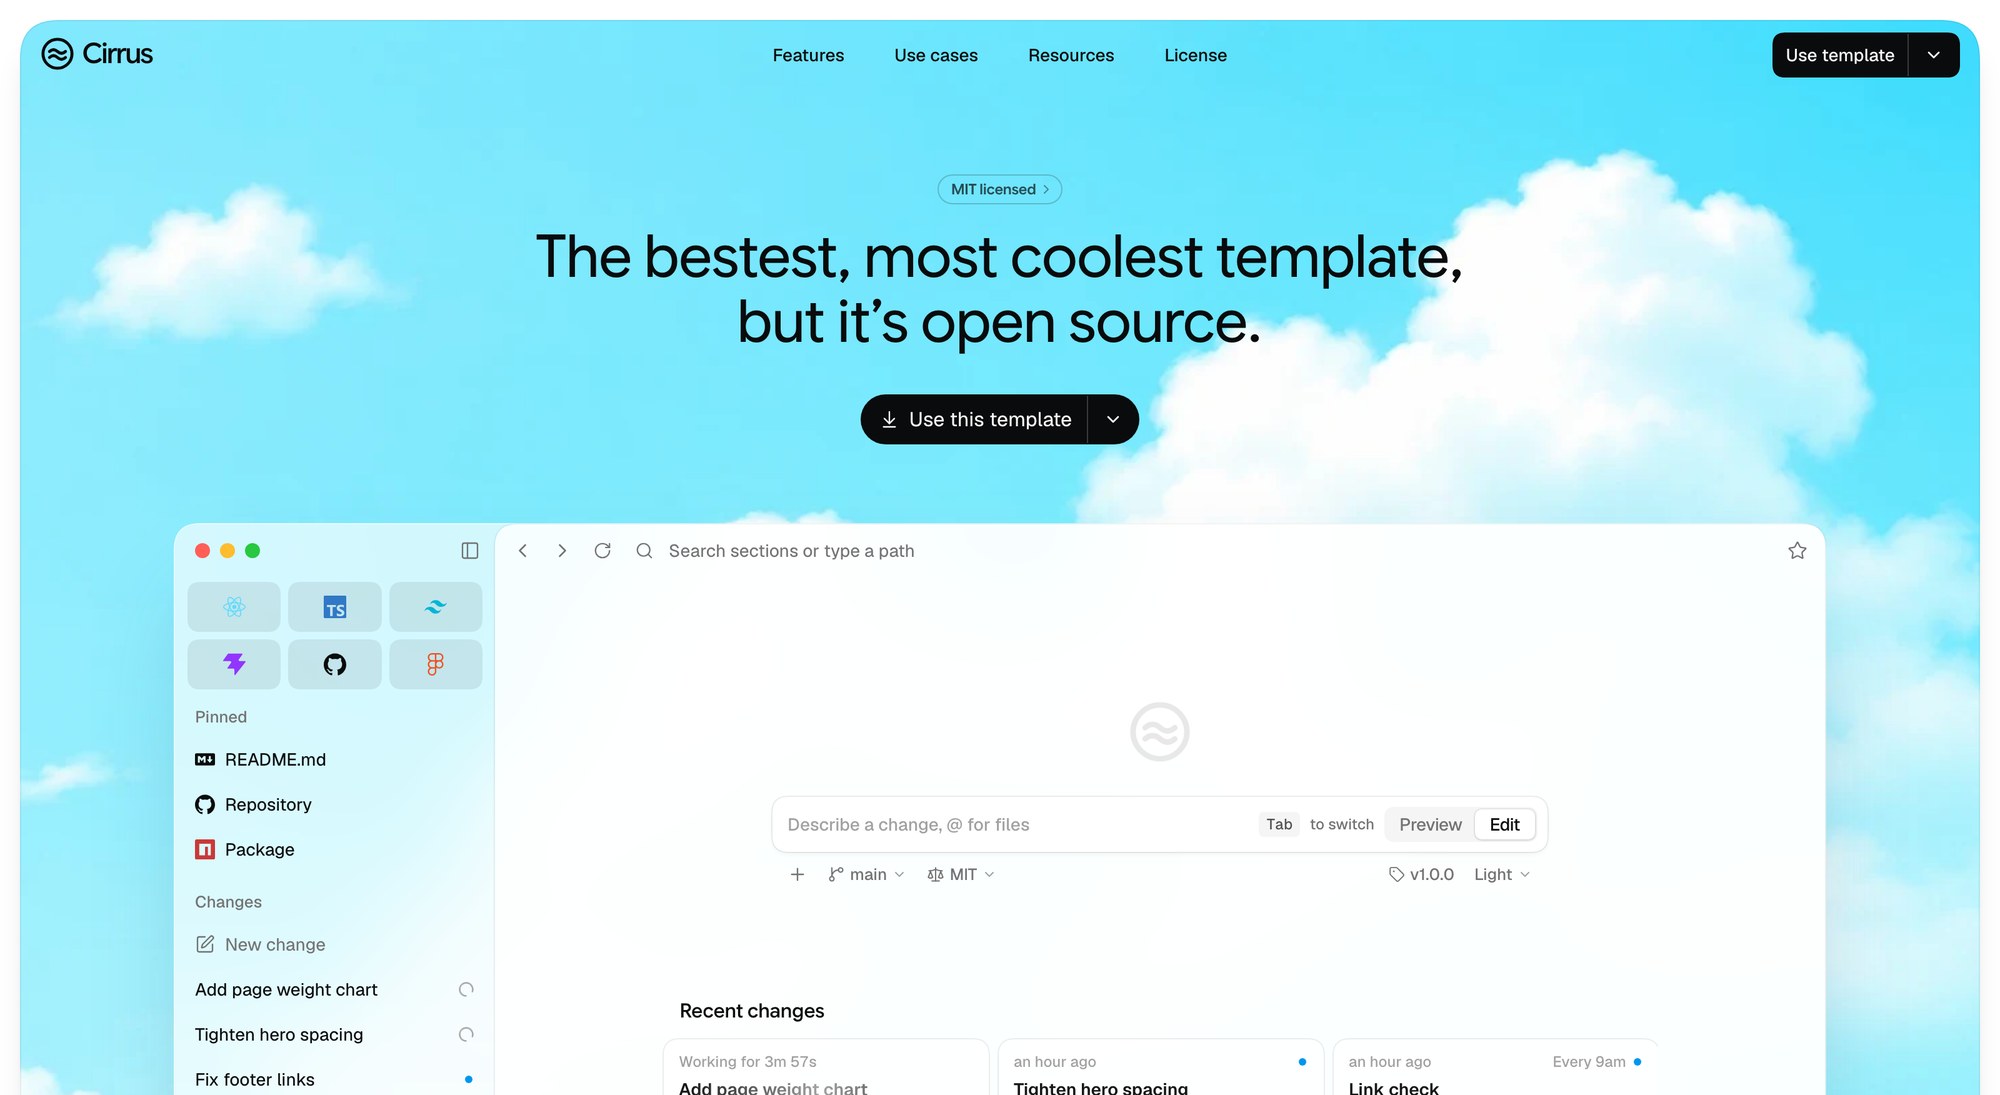 Cirrus
Features
Use cases
Resources
License
Use template
MIT licensed
The bestest, most coolest template,
but it’s open source.
Use this template
Search sections or type a path
TS
Pinned
README.md
Repository
Package
Changes
New change
Add page weight chart
Tighten hero spacing
Fix footer links
Describe a change, @ for files
Tab to switch
Preview
Edit
main
MIT
v1.0.0
Light
Recent changes
Working for 3m 57s
Add page weight chart
an hour ago
Tighten hero spacing
an hour ago
Every 9am
Link check